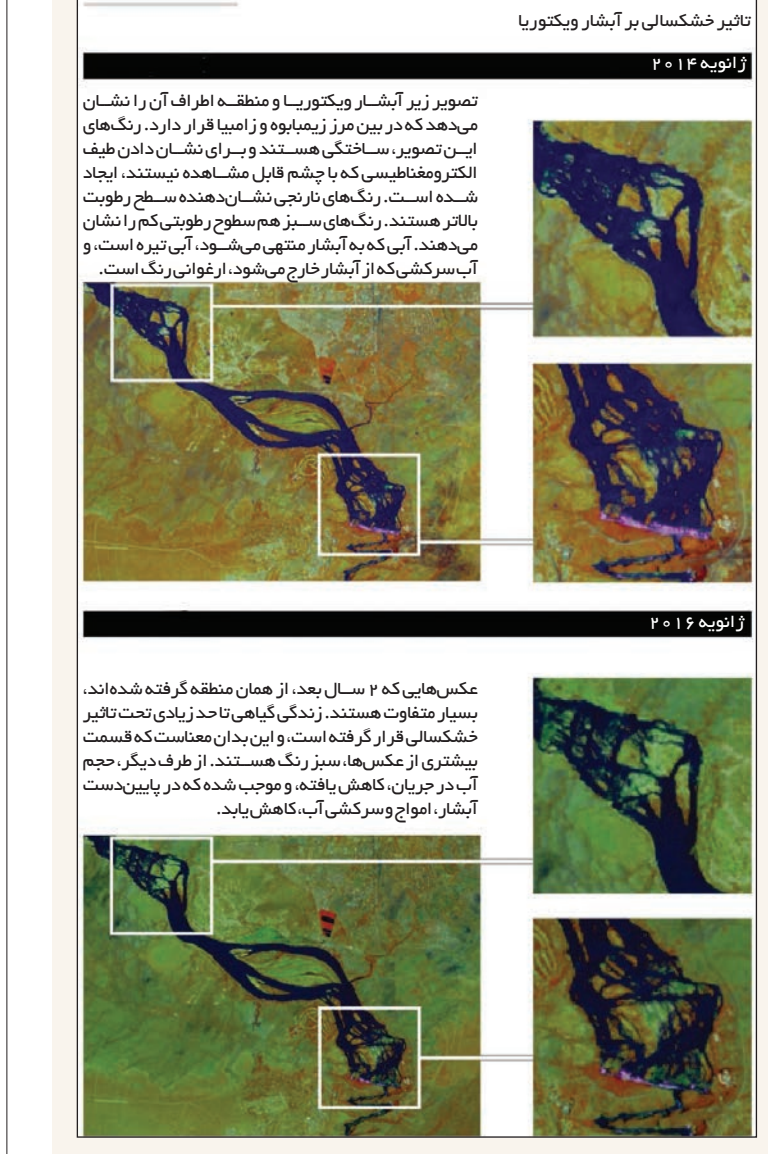 تاثیر خشکسالی بر آبشار ویکتوریا
ژانویه ۲۰۱۴
تصویر زیر آبشار ویکتوریا و منطقه اطراف آن را نشان
می‌دهد که در بین مرز زیمبابوه و زامبیا قرار دارد. رنگ‌های
این تصویر، ساختگی هستند و برای نشان دادن طیف
الکترومغناطیسی که با چشم قابل مشاهده نیستند، ایجاد
شده است. رنگ‌های نارنجی نشان‌دهنده سطح رطوبت
بالاتر هستند. رنگ‌های سبز هم سطوح رطوبتی کم را نشان
می‌دهند. آبی که به آبشار منتهی می‌شود، آبی تیره است، و
آب سرکشی که از آبشار خارج می‌شود، ارغوانی رنگ است.
ژانویه ۲۰۱۶
عکس‌هایی که ۲ سال بعد، از همان منطقه گرفته شده‌اند،
بسیار متفاوت هستند. زندگی گیاهی تا حد زیادی تحت تاثیر
خشکسالی قرار گرفته است، و این بدان معناست که قسمت
بیشتری از عکس‌ها، سبز رنگ هستند. از طرف دیگر، حجم
آب در جریان، کاهش یافته، و موجب شده که در پایین‌دست
آبشار، امواج و سرکشی آب، کاهش یابد.